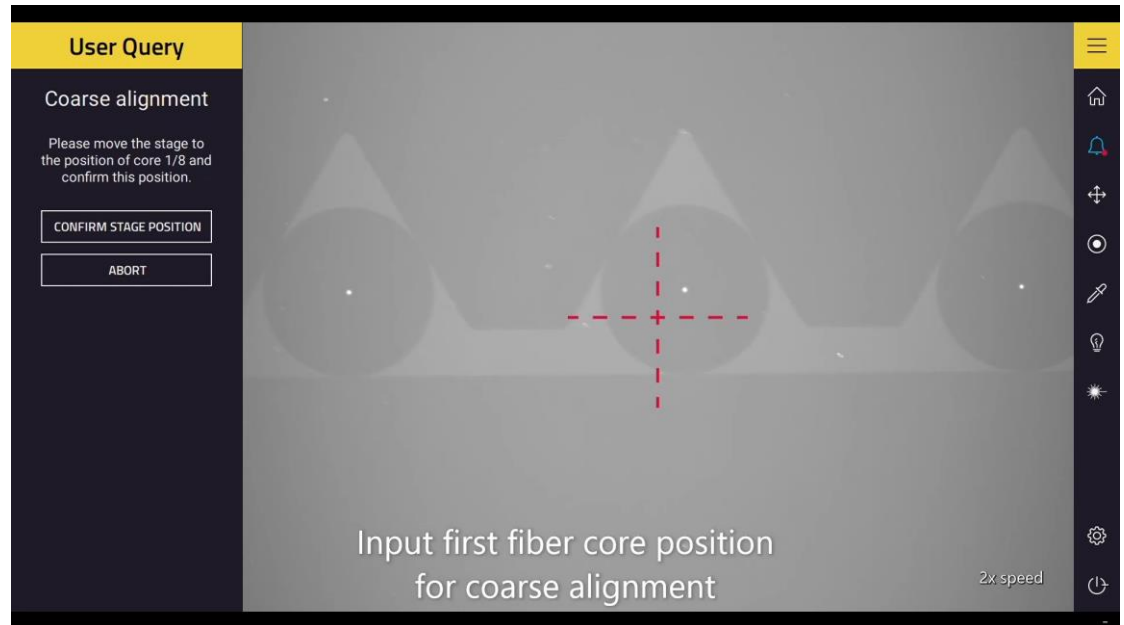 User Query
Coarse alignment
Please move the stage to
the position of core 1/8 and
confirm this position.
CONFIRM STAGE POSITION
ABORT
Input first fiber core position
for coarse alignment
2x speed